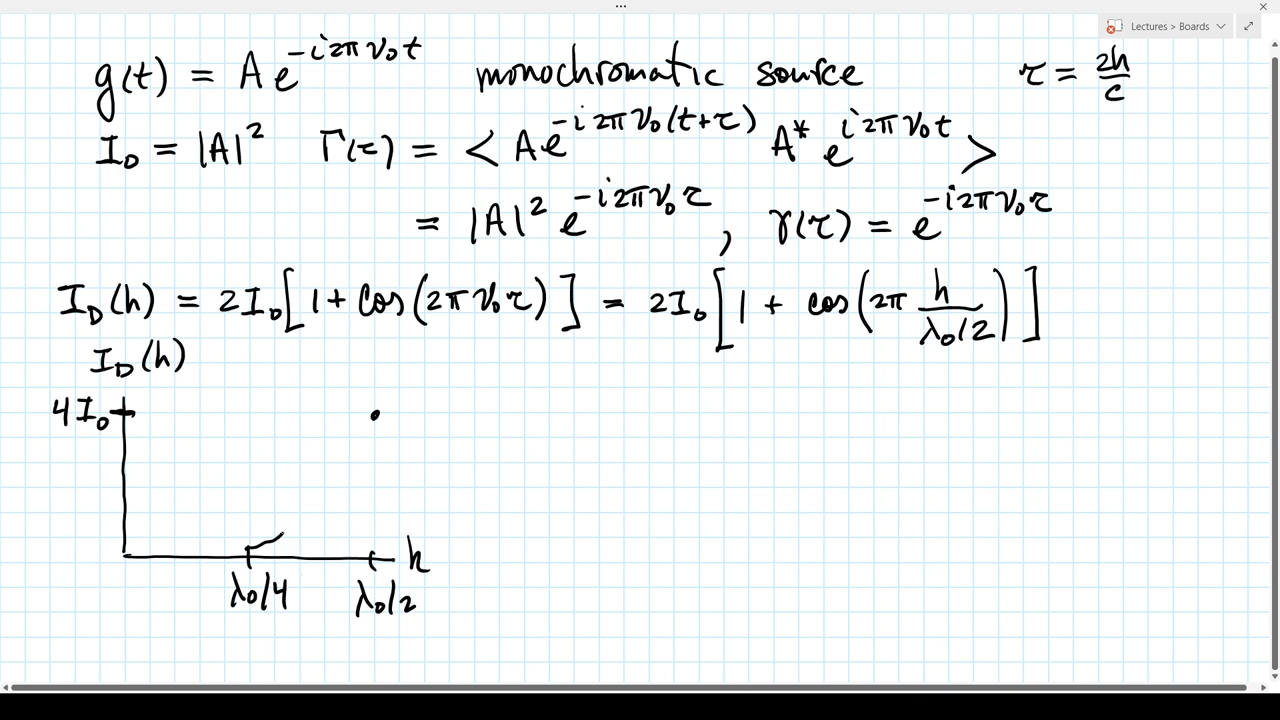 Lectures > Boards
g(t) = A e^{-i2πν₀t} monochromatic source τ = 2h/c
I₀ = |A|² Γ(τ) = < A e^{-i2πν₀(t+τ)} A* e^{i2πν₀t} >
= |A|² e^{-i2πν₀τ} , γ(τ) = e^{-i2πν₀τ}
I_D(h) = 2I₀[1 + cos(2πν₀τ)] = 2I₀[1 + cos(2π h/(λ₀/2))]
I_D(h)
4I₀
h
λ₀/4 λ₀/2